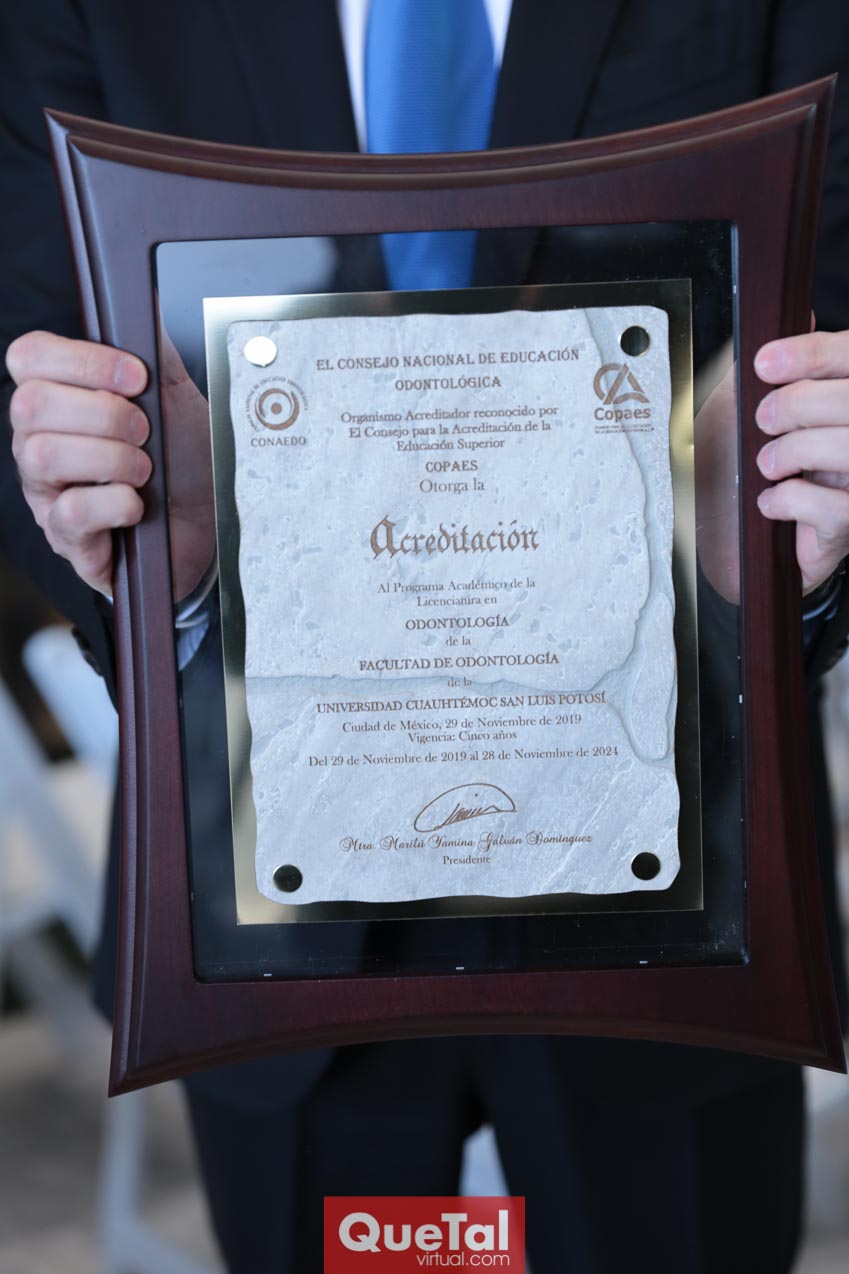 EL CONSEJO NACIONAL DE EDUCACIÓN
ODONTOLÓGICA
CONAEDO
Copaes
Organismo Acreditador reconocido por
El Consejo para la Acreditación de la
Educación Superior
COPAES
Otorga la
Acreditación
Al Programa Académico de la
Licenciatura en
ODONTOLOGÍA
de la
FACULTAD DE ODONTOLOGÍA
de la
UNIVERSIDAD CUAUHTÉMOC SAN LUIS POTOSÍ
Ciudad de México, 29 de Noviembre de 2019
Vigencia: Cinco años
Del 29 de Noviembre de 2019 al 28 de Noviembre de 2024
Mtra. Marilú Yamina Galván Domínguez
Presidente
QueTal
virtual.com